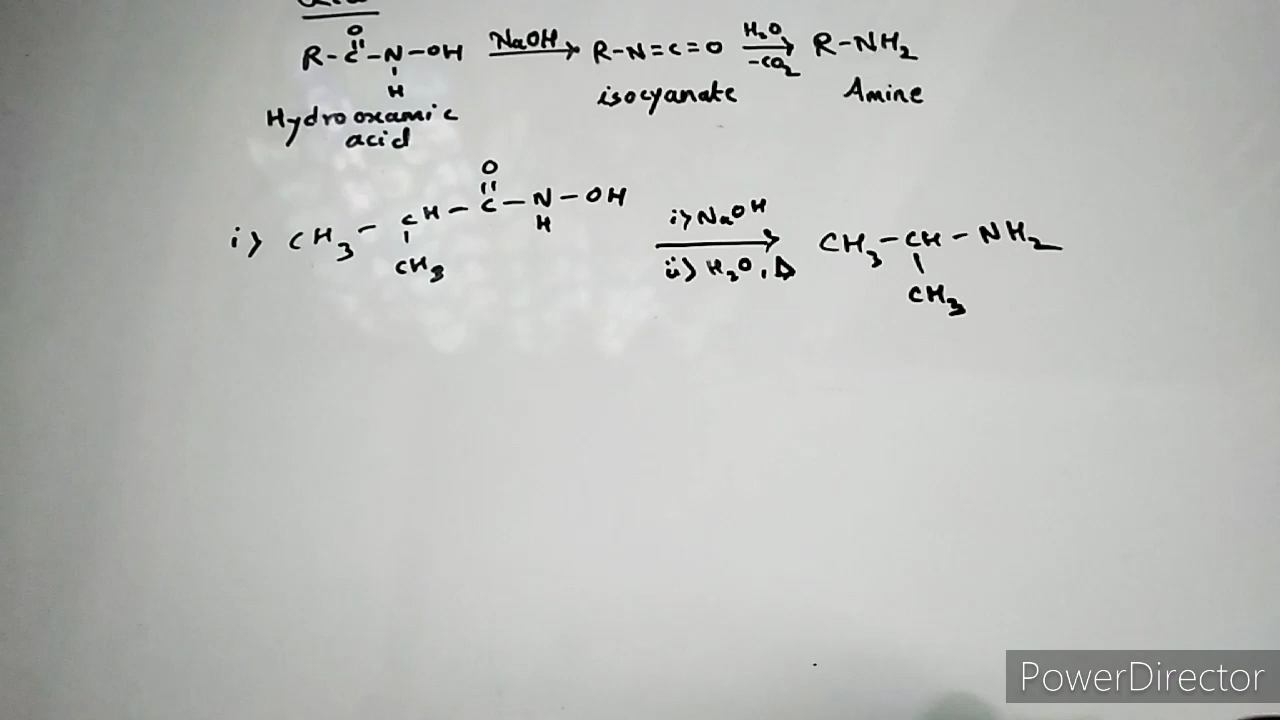 O
R-C-N-OH NaOH R-N=C=O H2O -CO2 R-NH2
H
Hydrooxamic acid isocyanate Amine
O
i) CH3-CH-C-N-OH i) NaOH CH3-CH-NH2
H
CH3 ii) H2O, Δ CH3
PowerDirector